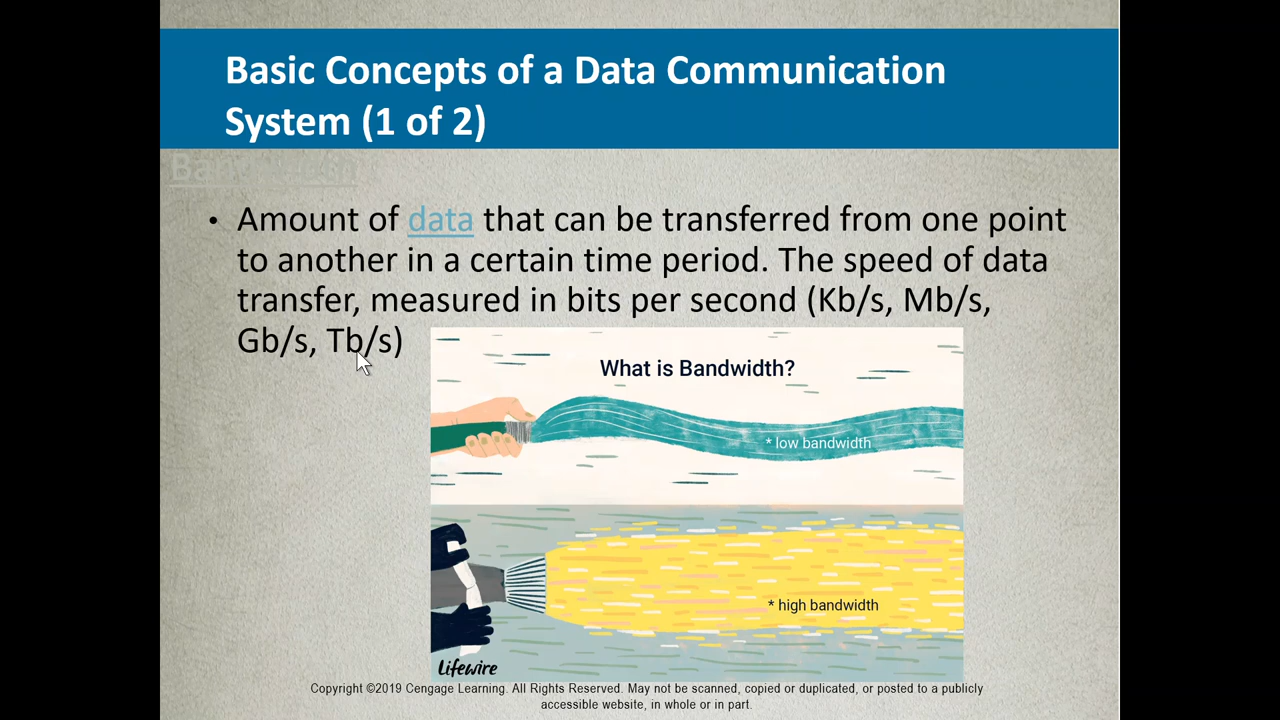 Basic Concepts of a Data Communication
System (1 of 2)
• Amount of data that can be transferred from one point
to another in a certain time period. The speed of data
transfer, measured in bits per second (Kb/s, Mb/s,
Gb/s, Tb/s)
What is Bandwidth?
* low bandwidth
* high bandwidth
Lifewire
Copyright ©2019 Cengage Learning. All Rights Reserved. May not be scanned, copied or duplicated, or posted to a publicly
accessible website, in whole or in part.